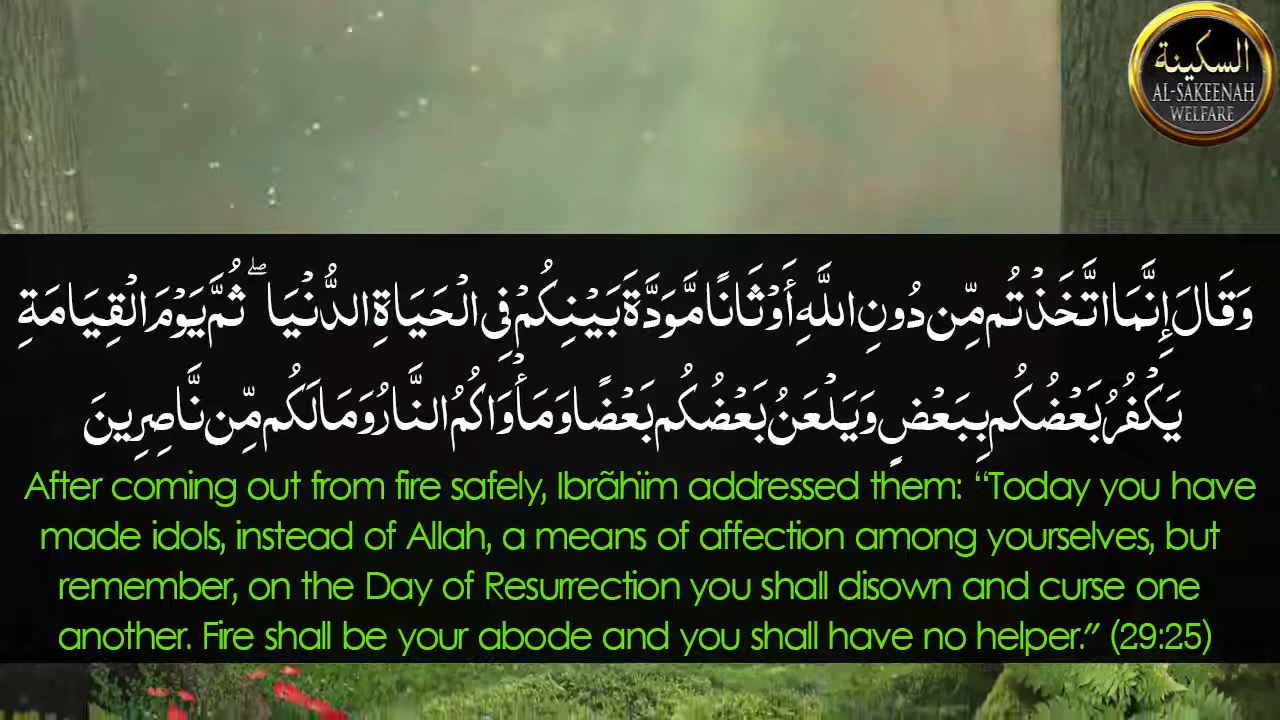 السكينة
AL-SAKEENAH
WELFARE
وَقَالَ إِنَّمَا اتَّخَذْتُم مِّن دُونِ اللَّهِ أَوْثَانًا مَّوَدَّةَ بَيْنِكُمْ فِي الْحَيَاةِ الدُّنْيَا ۖ ثُمَّ يَوْمَ الْقِيَامَةِ
يَكْفُرُ بَعْضُكُم بِبَعْضٍ وَيَلْعَنُ بَعْضُكُم بَعْضًا وَمَأْوَاكُمُ النَّارُ وَمَا لَكُم مِّن نَّاصِرِينَ
After coming out from fire safely, Ibrãhïm addressed them: “Today you have
made idols, instead of Allah, a means of affection among yourselves, but
remember, on the Day of Resurrection you shall disown and curse one
another. Fire shall be your abode and you shall have no helper.” (29:25)